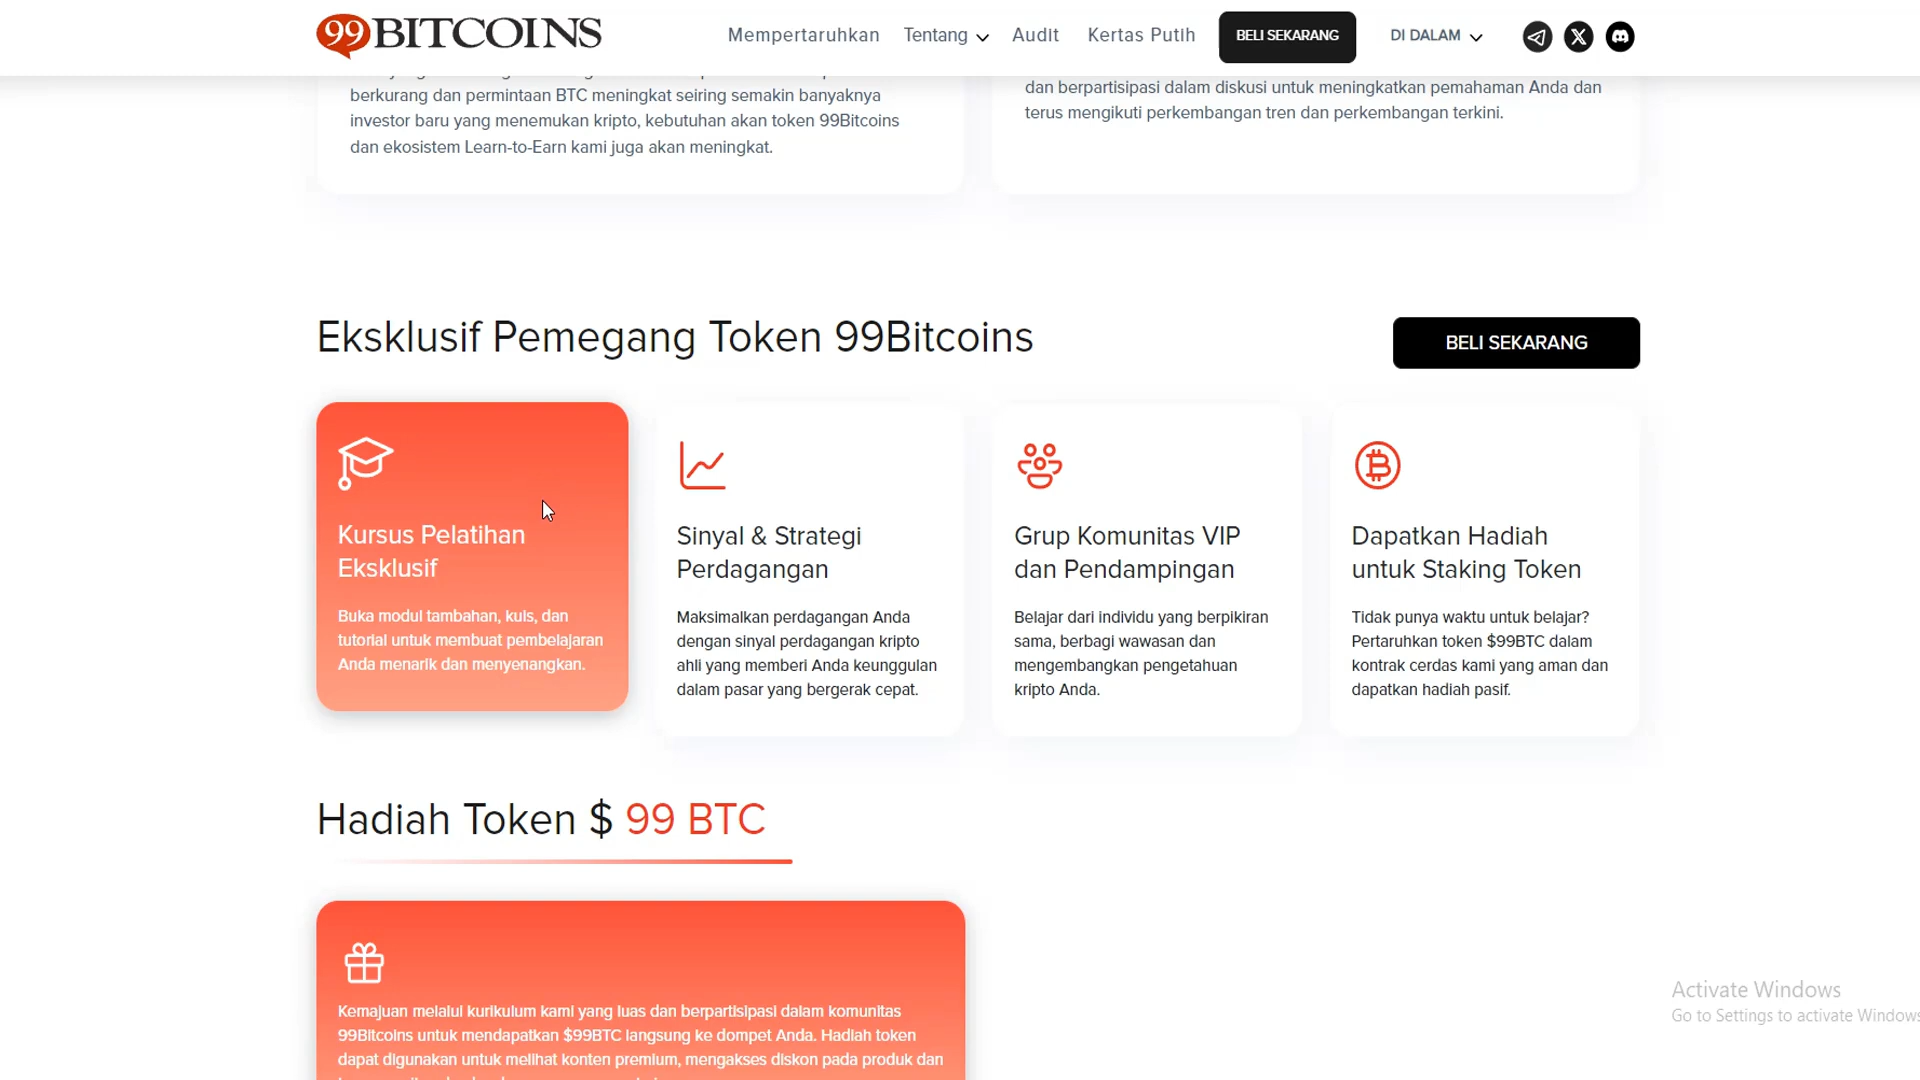 99BITCOINS
Mempertaruhkan
Tentang
Audit
Kertas Putih
BELI SEKARANG
DI DALAM
berkurang dan permintaan BTC meningkat seiring semakin banyaknya
investor baru yang menemukan kripto, kebutuhan akan token 99Bitcoins
dan ekosistem Learn-to-Earn kami juga akan meningkat.
dan berpartisipasi dalam diskusi untuk meningkatkan pemahaman Anda dan
terus mengikuti perkembangan tren dan perkembangan terkini.
Eksklusif Pemegang Token 99Bitcoins
BELI SEKARANG
Kursus Pelatihan
Eksklusif
Buka modul tambahan, kuis, dan
tutorial untuk membuat pembelajaran
Anda menarik dan menyenangkan.
Sinyal & Strategi
Perdagangan
Maksimalkan perdagangan Anda
dengan sinyal perdagangan kripto
ahli yang memberi Anda keunggulan
dalam pasar yang bergerak cepat.
Grup Komunitas VIP
dan Pendampingan
Belajar dari individu yang berpikiran
sama, berbagi wawasan dan
mengembangkan pengetahuan
kripto Anda.
Dapatkan Hadiah
untuk Staking Token
Tidak punya waktu untuk belajar?
Pertaruhkan token $99BTC dalam
kontrak cerdas kami yang aman dan
dapatkan hadiah pasif.
Hadiah Token $ 99 BTC
Kemajuan melalui kurikulum kami yang luas dan berpartisipasi dalam komunitas
99Bitcoins untuk mendapatkan $99BTC langsung ke dompet Anda. Hadiah token
dapat digunakan untuk melihat konten premium, mengakses diskon pada produk dan
Activate Windows
Go to Settings to activate Windows